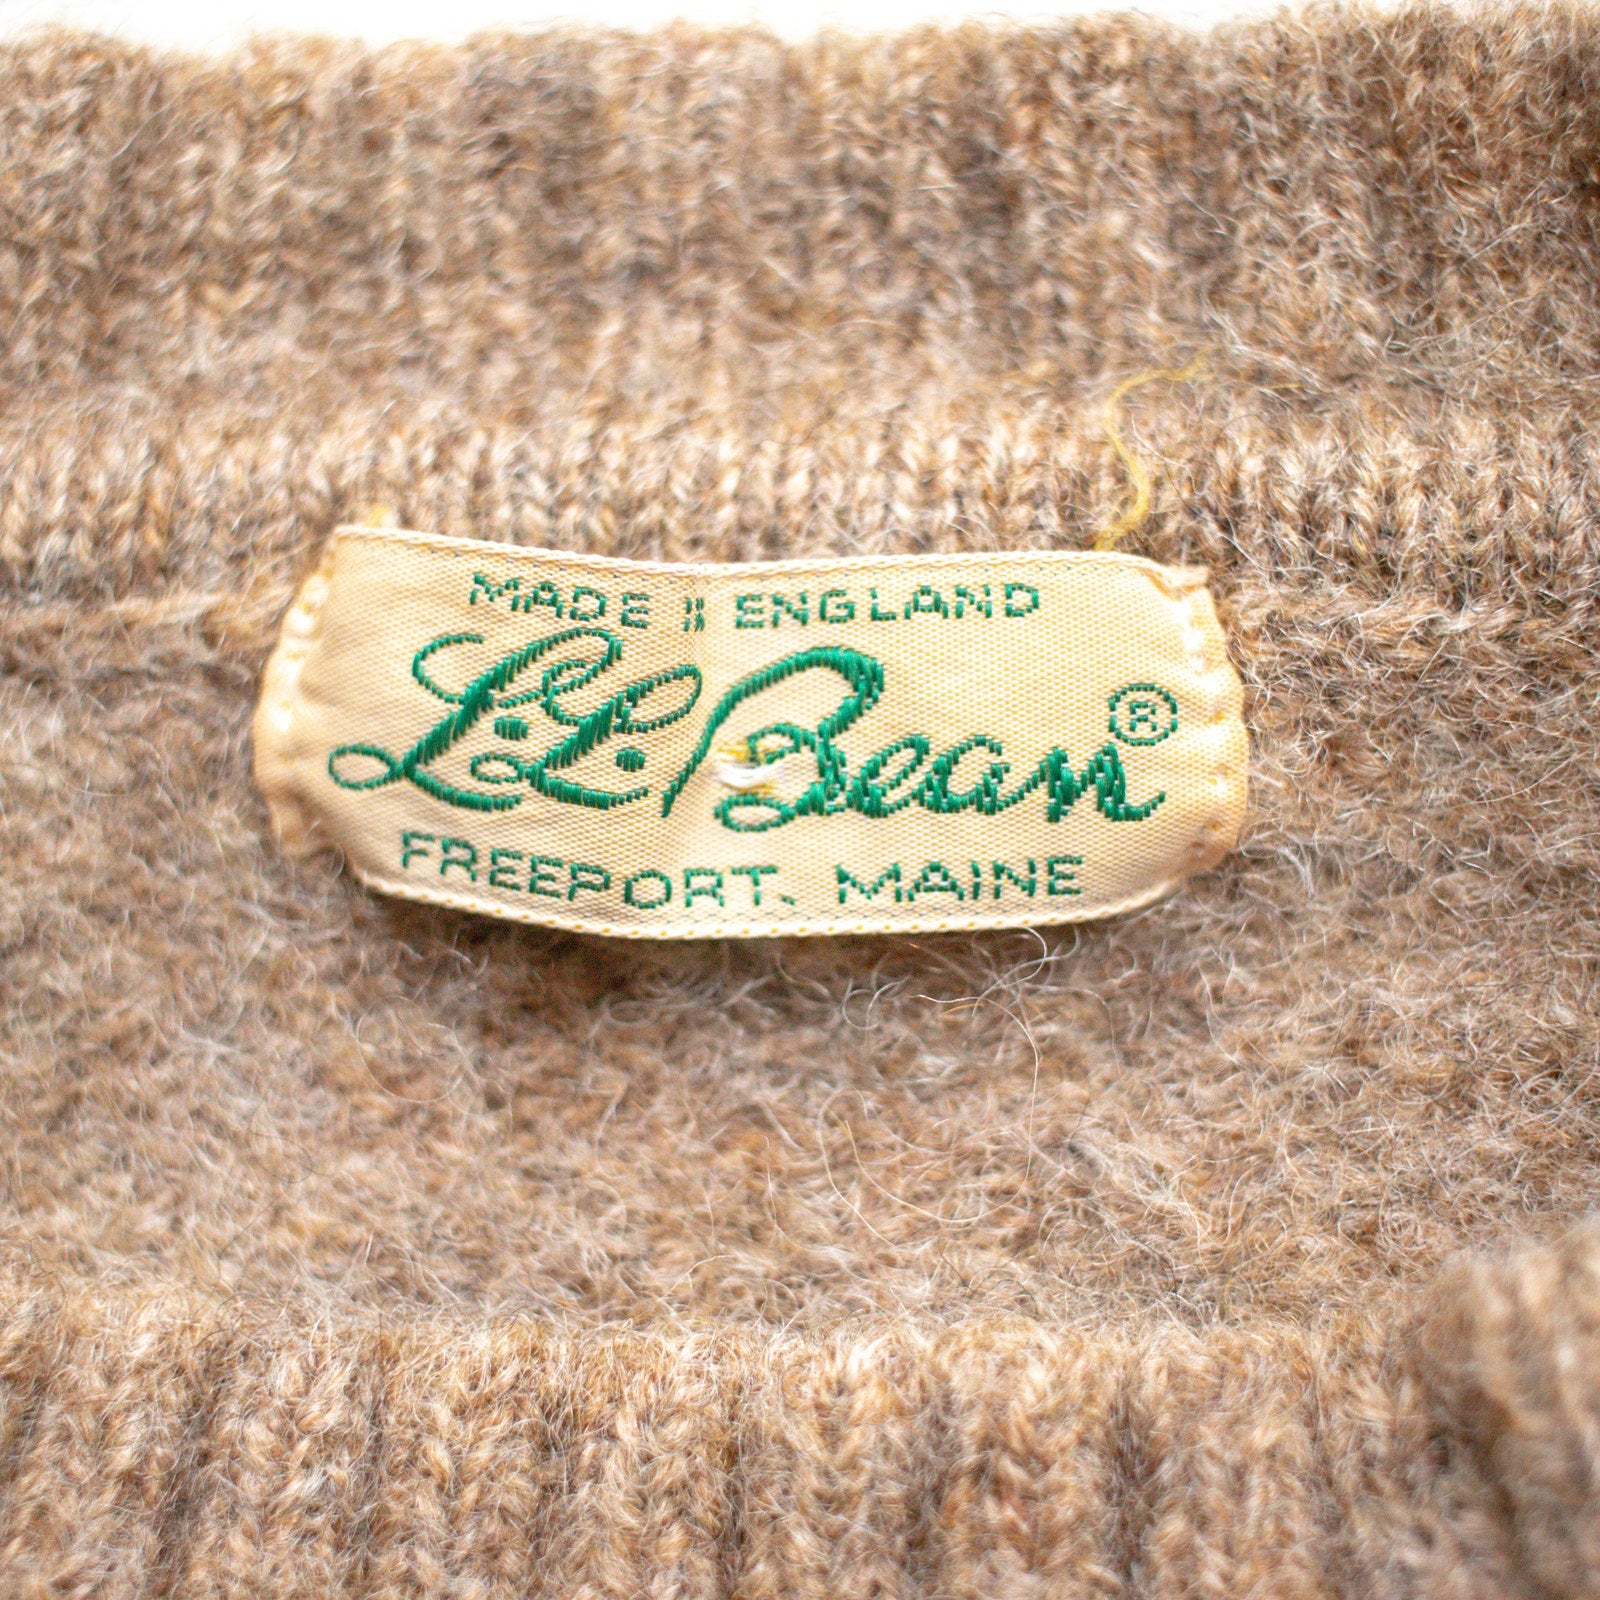 MADE IN ENGLAND
L.L.Bean®
FREEPORT, MAINE